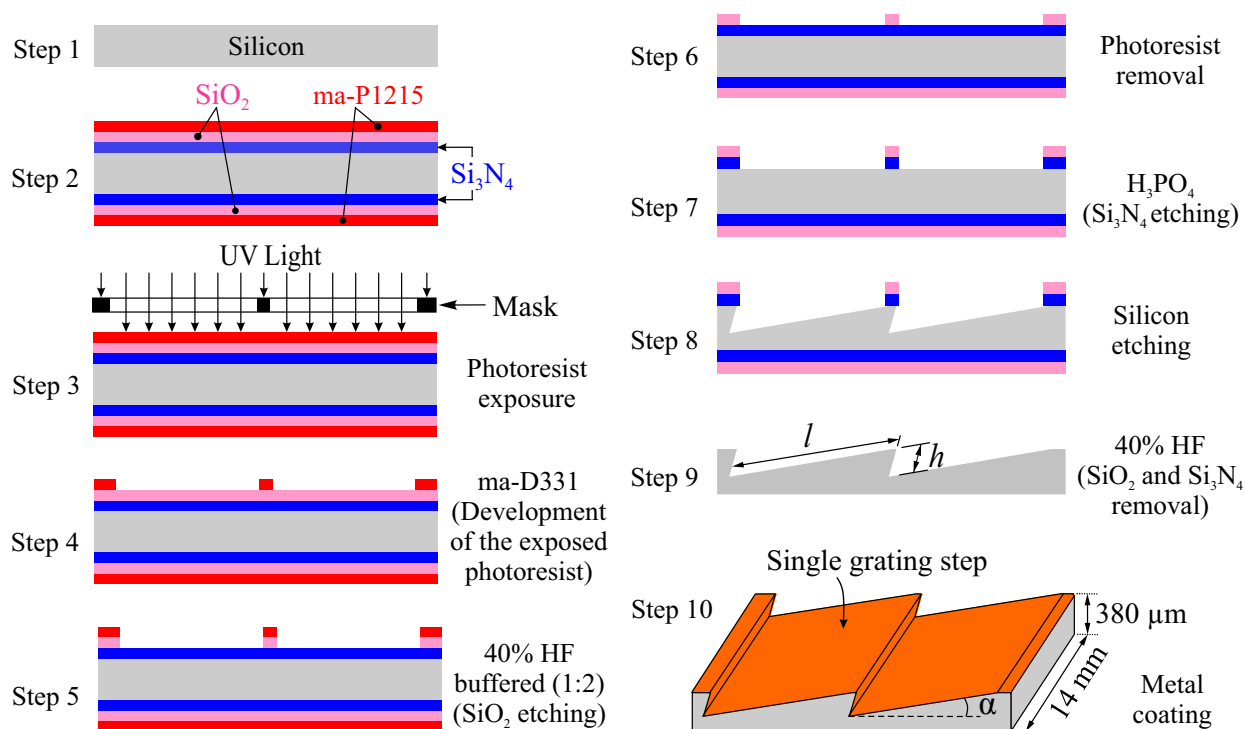 Step 1
Silicon
SiO₂
ma-P1215
Step 2
Si₃N₄
UV Light
Mask
Step 3
Photoresist
exposure
Step 4
ma-D331
(Development
of the exposed
photoresist)
Step 5
40% HF
buffered (1:2)
(SiO₂ etching)
Step 6
Photoresist
removal
Step 7
H₃PO₄
(Si₃N₄ etching)
Step 8
Silicon
etching
Step 9
l
h
40% HF
(SiO₂ and Si₃N₄
removal)
Step 10
Single grating step
380 µm
14 mm
α
Metal
coating